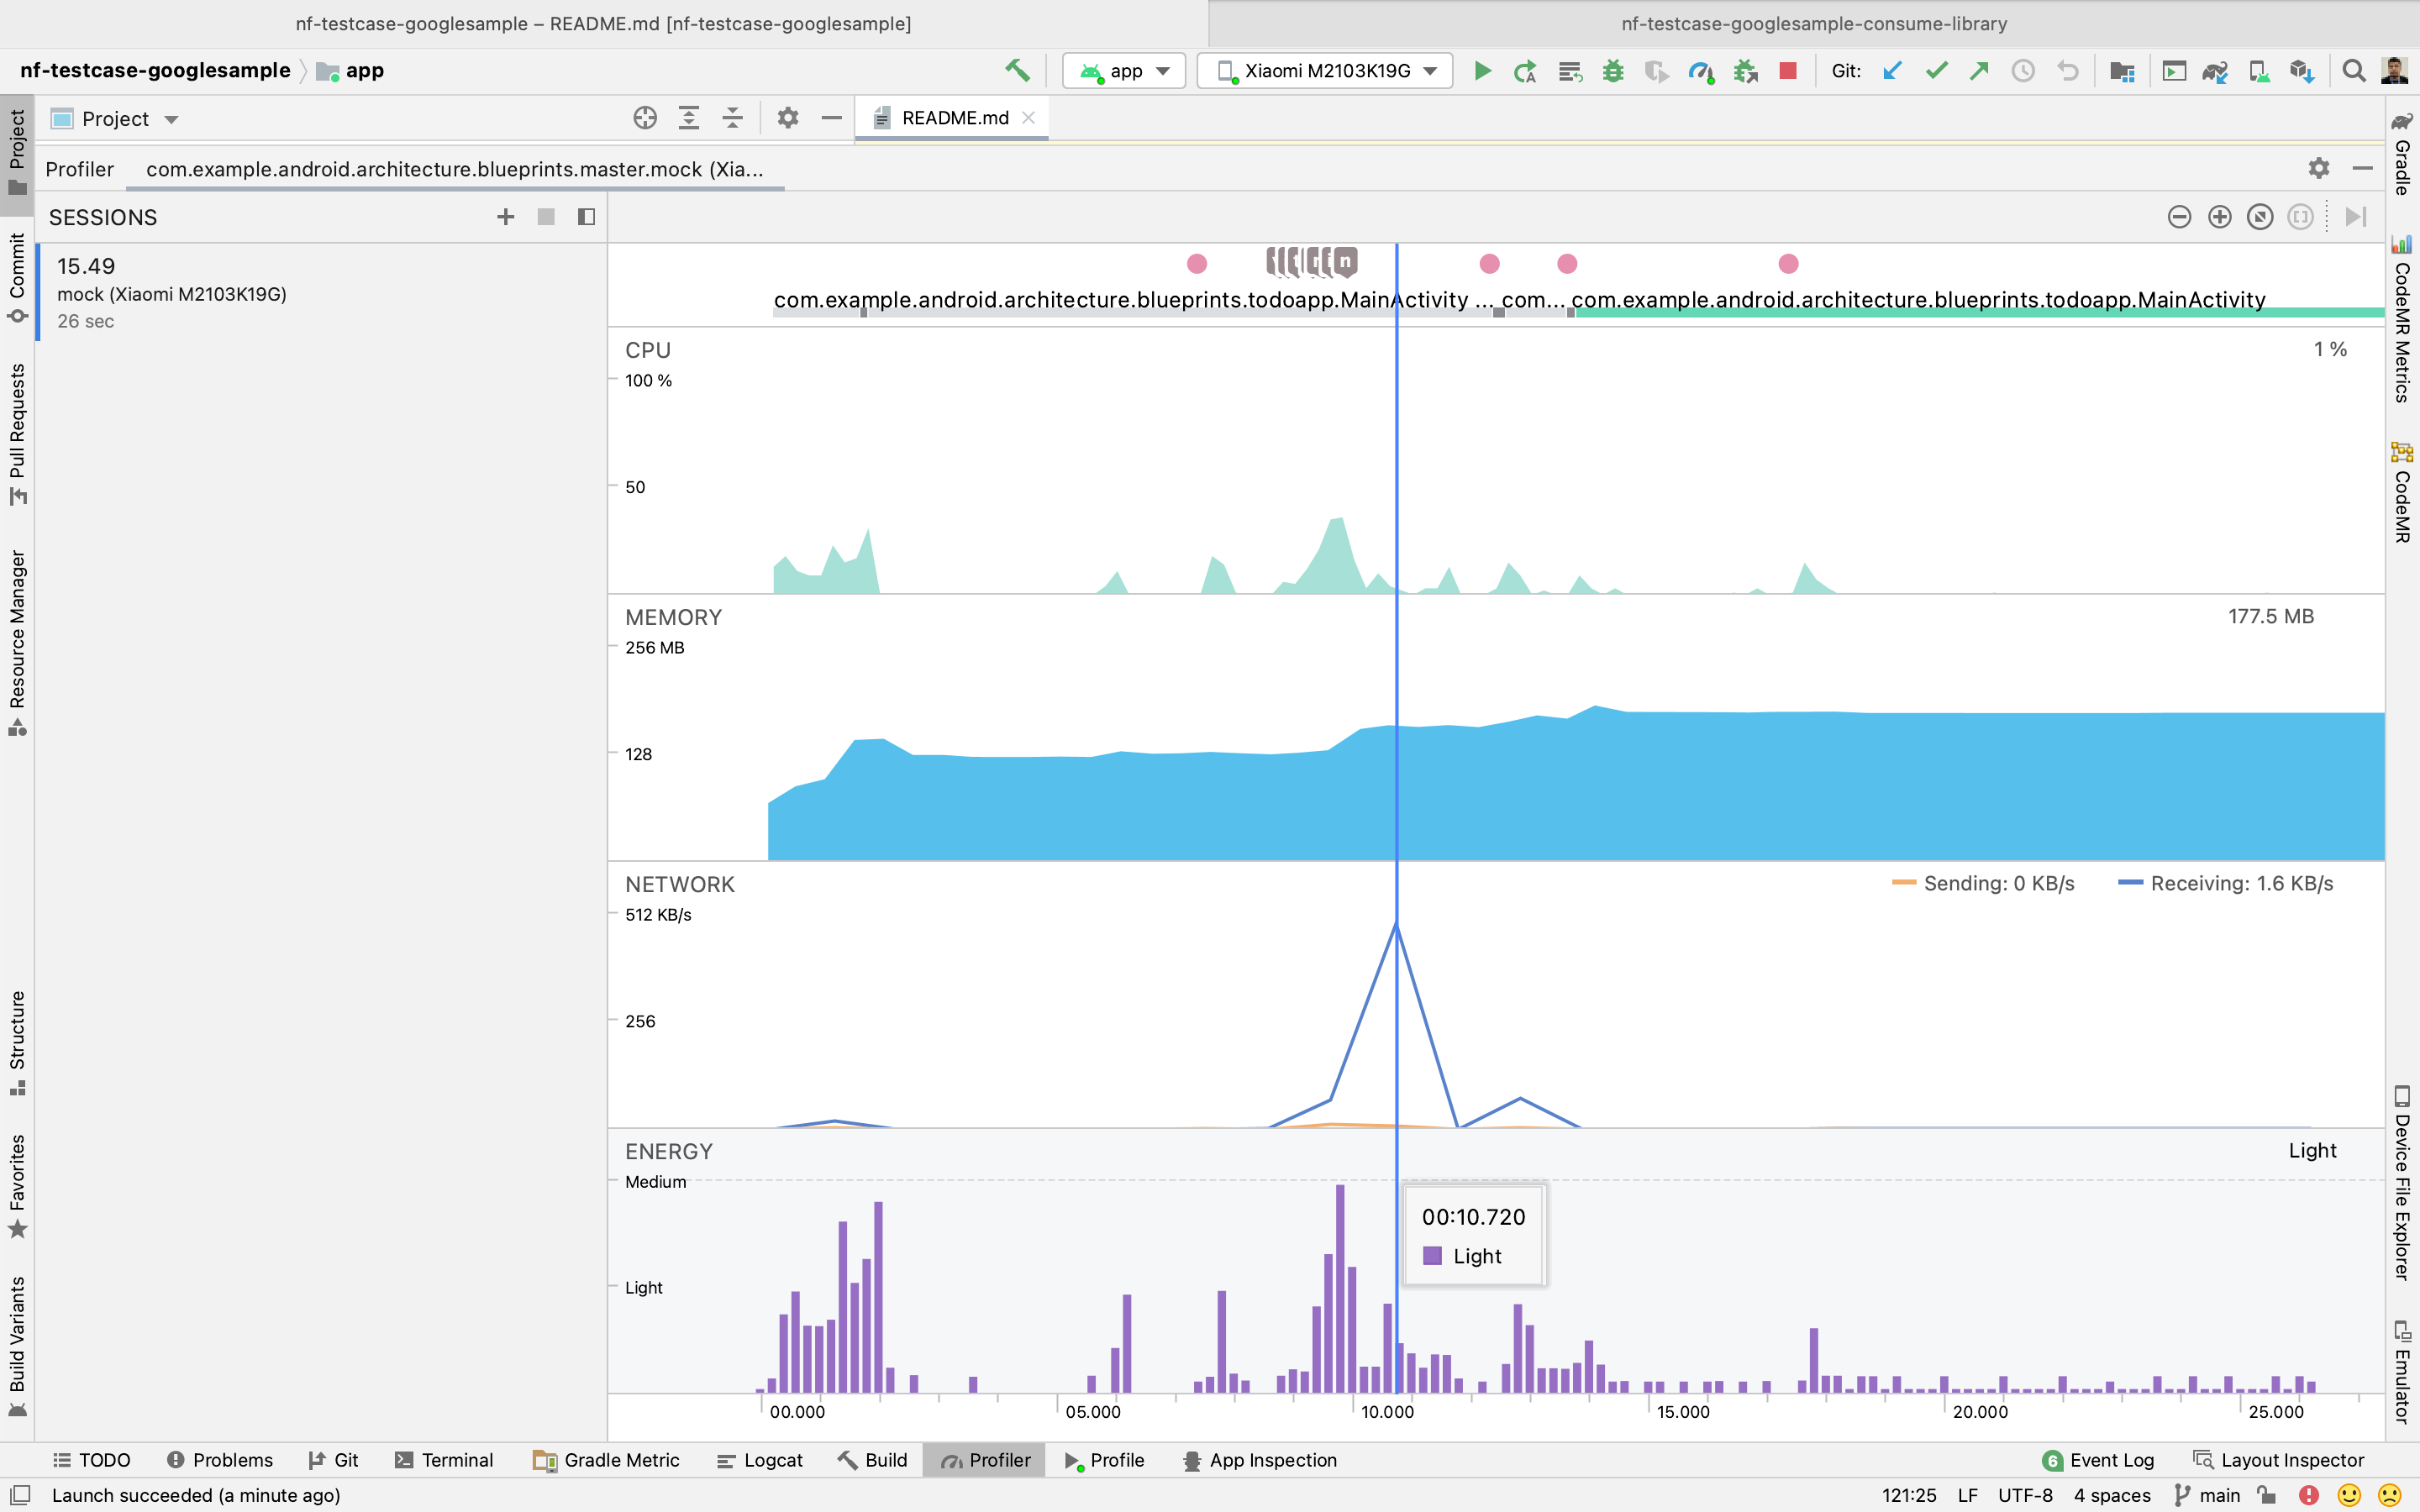 nf-testcase-googlesample – README.md [nf-testcase-googlesample]
nf-testcase-googlesample-consume-library
nf-testcase-googlesample
app
app
Xiaomi M2103K19G
Git:
Project
README.md
Profiler
com.example.android.architecture.blueprints.master.mock (Xia...
SESSIONS
15.49
mock (Xiaomi M2103K19G)
26 sec
n
com.example.android.architecture.blueprints.todoapp.MainActivity ... com... com.example.android.architecture.blueprints.todoapp.MainActivity
CPU
1 %
100 %
50
MEMORY
177.5 MB
256 MB
128
NETWORK
Sending: 0 KB/s
Receiving: 1.6 KB/s
512 KB/s
256
ENERGY
Light
Medium
00:10.720
Light
Light
00.000
05.000
10.000
15.000
20.000
25.000
Project
Commit
Pull Requests
Resource Manager
Structure
Favorites
Build Variants
Gradle
CodeMR Metrics
CodeMR
Device File Explorer
Emulator
TODO
Problems
Git
Terminal
Gradle Metric
Logcat
Build
Profiler
Profile
App Inspection
6 Event Log
Layout Inspector
Launch succeeded (a minute ago)
121:25
LF
UTF-8
4 spaces
main